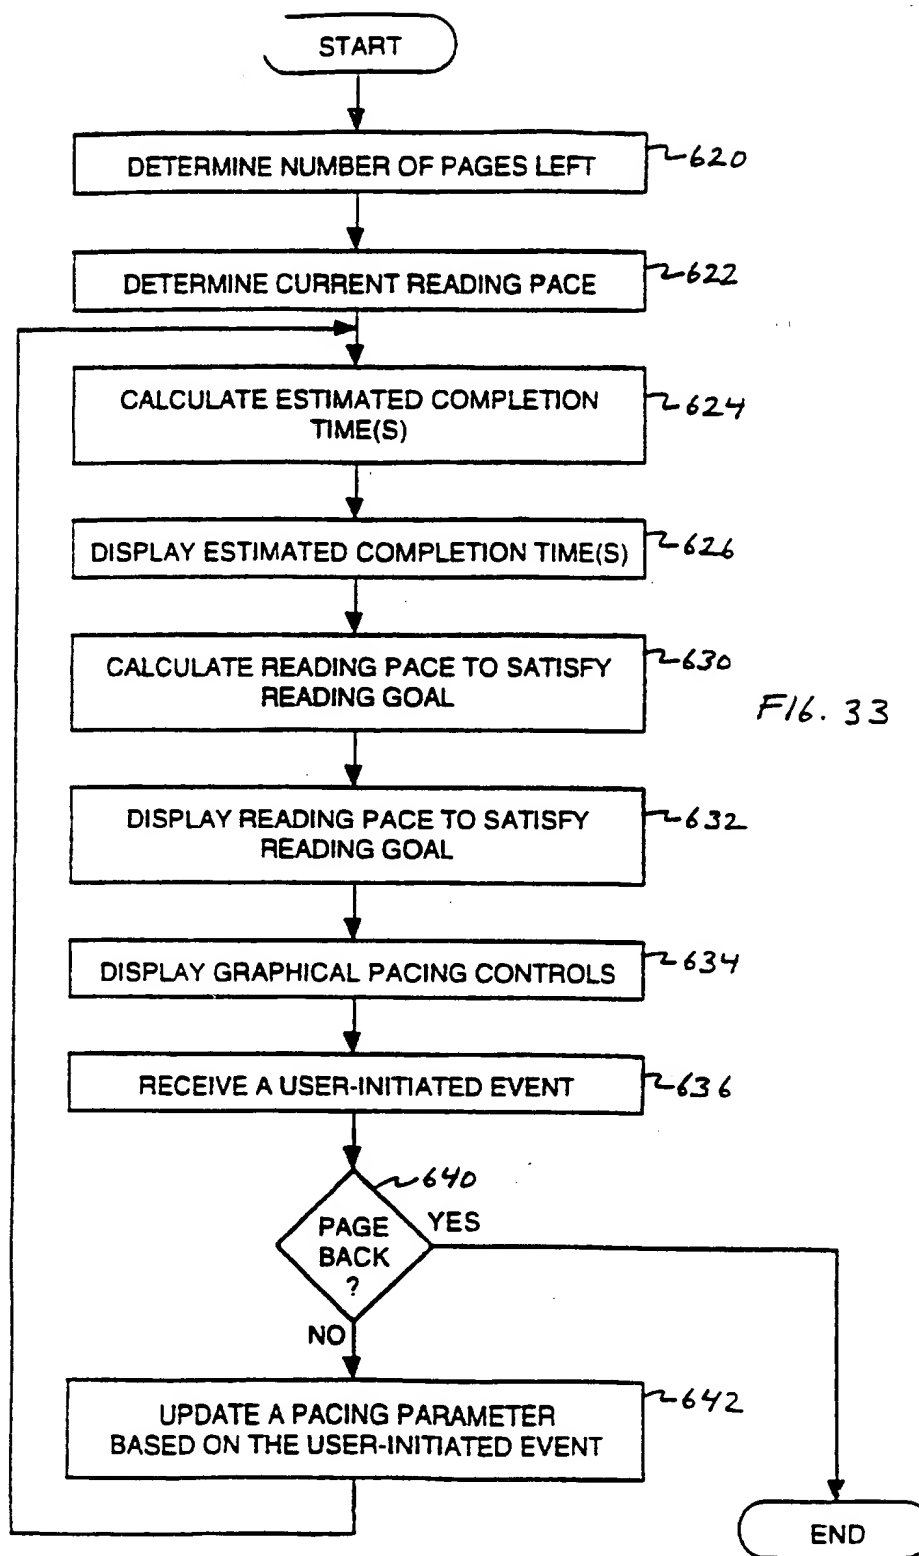 START
DETERMINE NUMBER OF PAGES LEFT
620
DETERMINE CURRENT READING PACE
622
CALCULATE ESTIMATED COMPLETION
TIME(S)
624
DISPLAY ESTIMATED COMPLETION TIME(S)
626
CALCULATE READING PACE TO SATISFY
READING GOAL
630
FIG. 33
DISPLAY READING PACE TO SATISFY
READING GOAL
632
DISPLAY GRAPHICAL PACING CONTROLS
634
RECEIVE A USER-INITIATED EVENT
636
640
PAGE
BACK
?
YES
NO
UPDATE A PACING PARAMETER
BASED ON THE USER-INITIATED EVENT
642
END